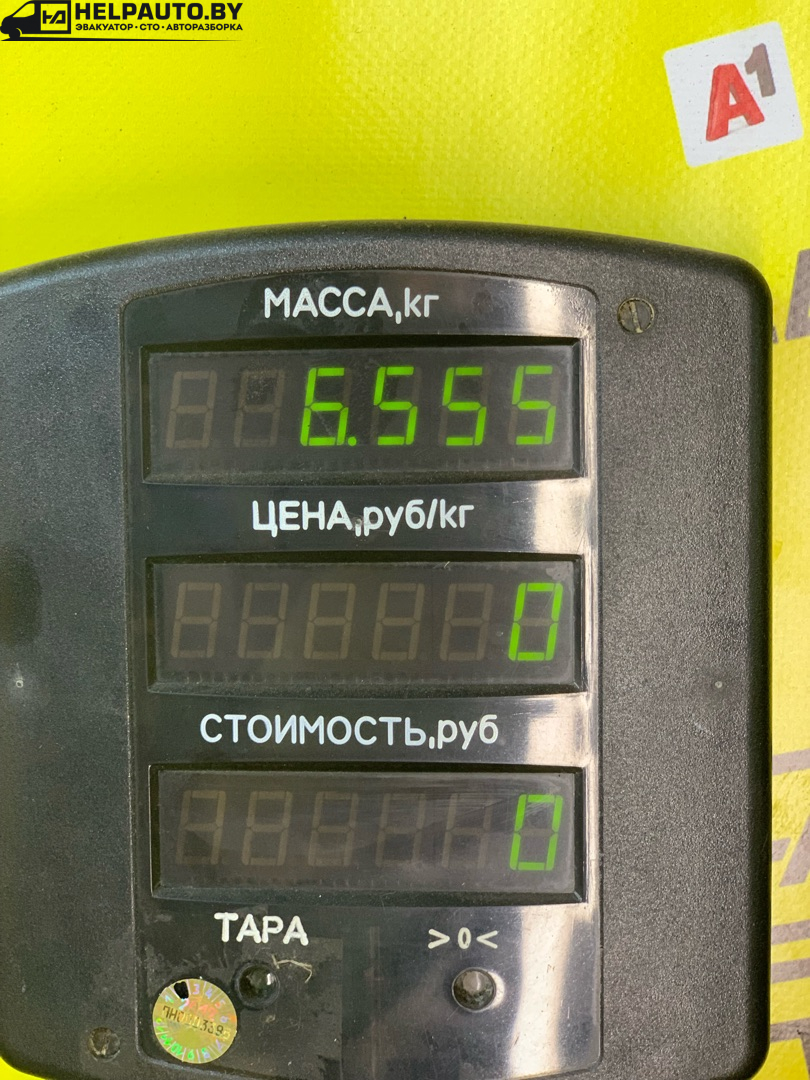 HELPAUTO.BY
ЭВАКУАТОР•СТО•АВТОРАЗБОРКА
A1
МАССА,кг
6.555
ЦЕНА,руб/кг
0
СТОИМОСТЬ,руб
0
ТАРА
>0<